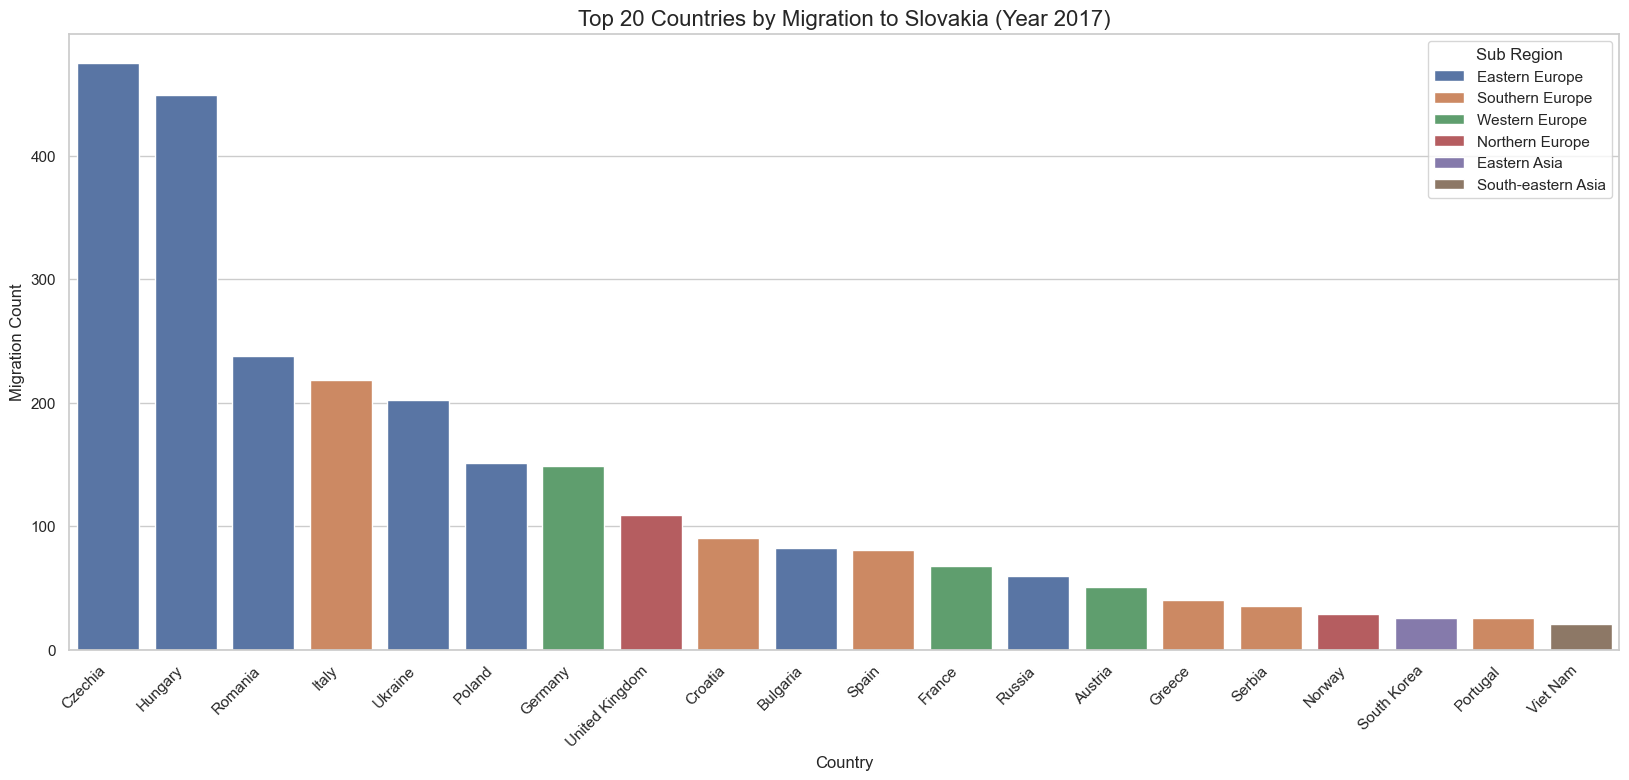 Top 20 Countries by Migration to Slovakia (Year 2017)
Sub Region
Eastern Europe
Southern Europe
Western Europe
Northern Europe
Eastern Asia
South-eastern Asia
Migration Count
400
300
200
100
0
Czechia
Hungary
Romania
Italy
Ukraine
Poland
Germany
United Kingdom
Croatia
Bulgaria
Spain
France
Russia
Austria
Greece
Serbia
Norway
South Korea
Portugal
Viet Nam
Country